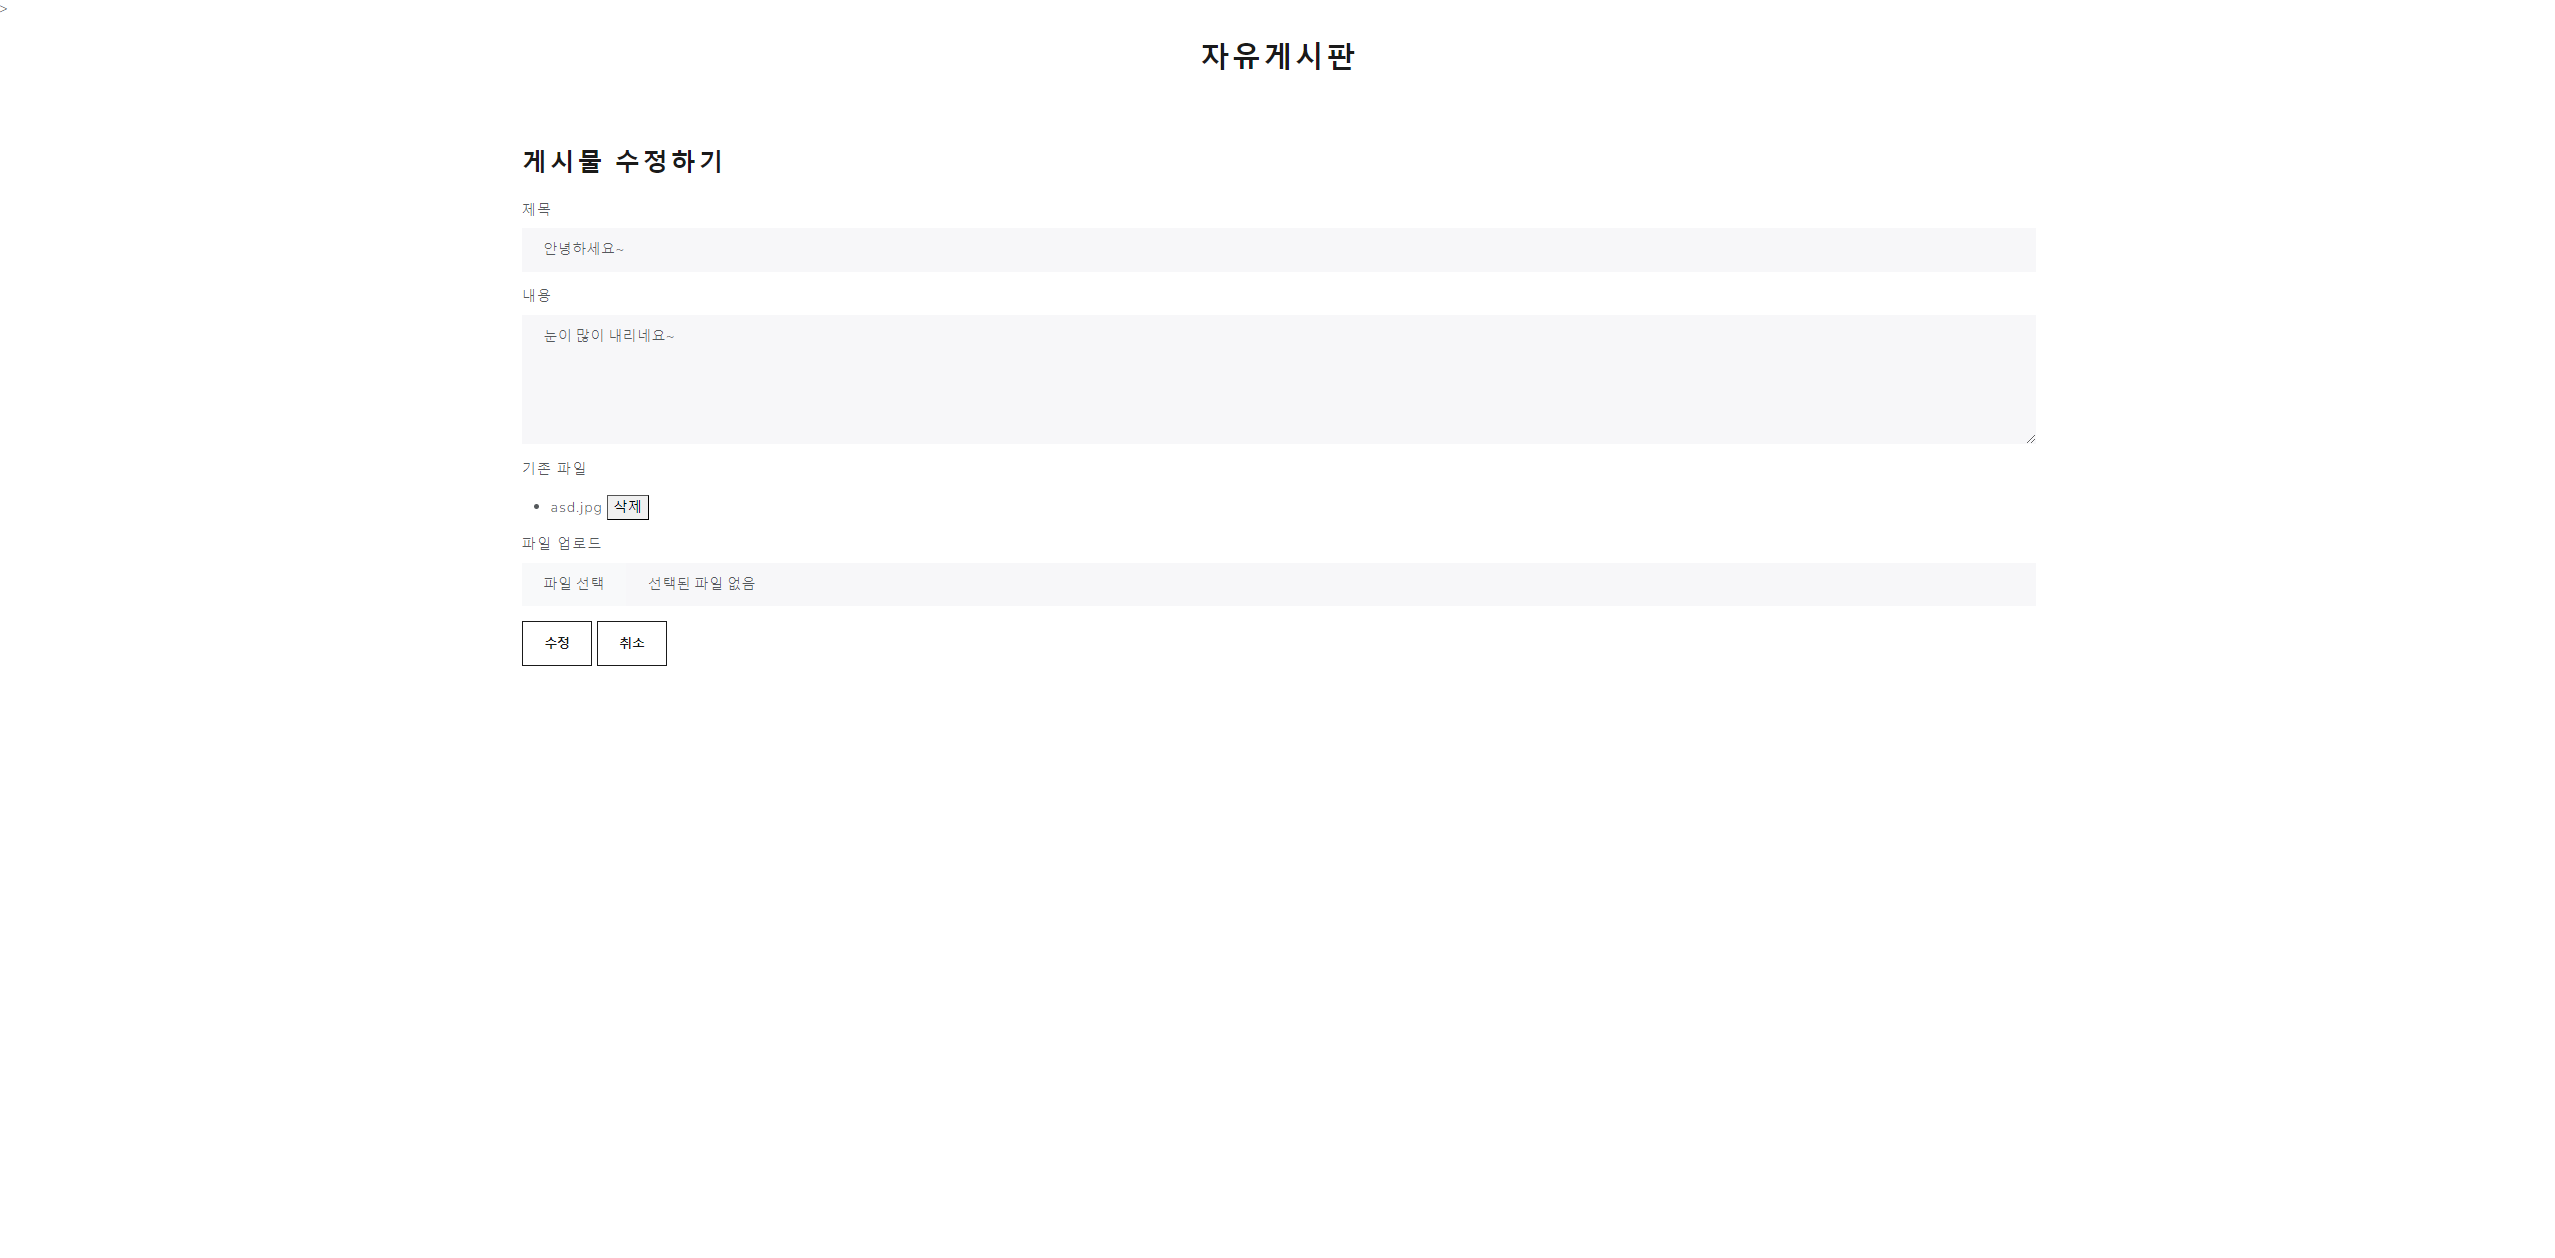 >
자유게시판
게시물 수정하기
제목
안녕하세요~
내용
눈이 많이 내리네요~
기존 파일
asd.jpg 삭제
파일 업로드
파일 선택 선택된 파일 없음
수정 취소